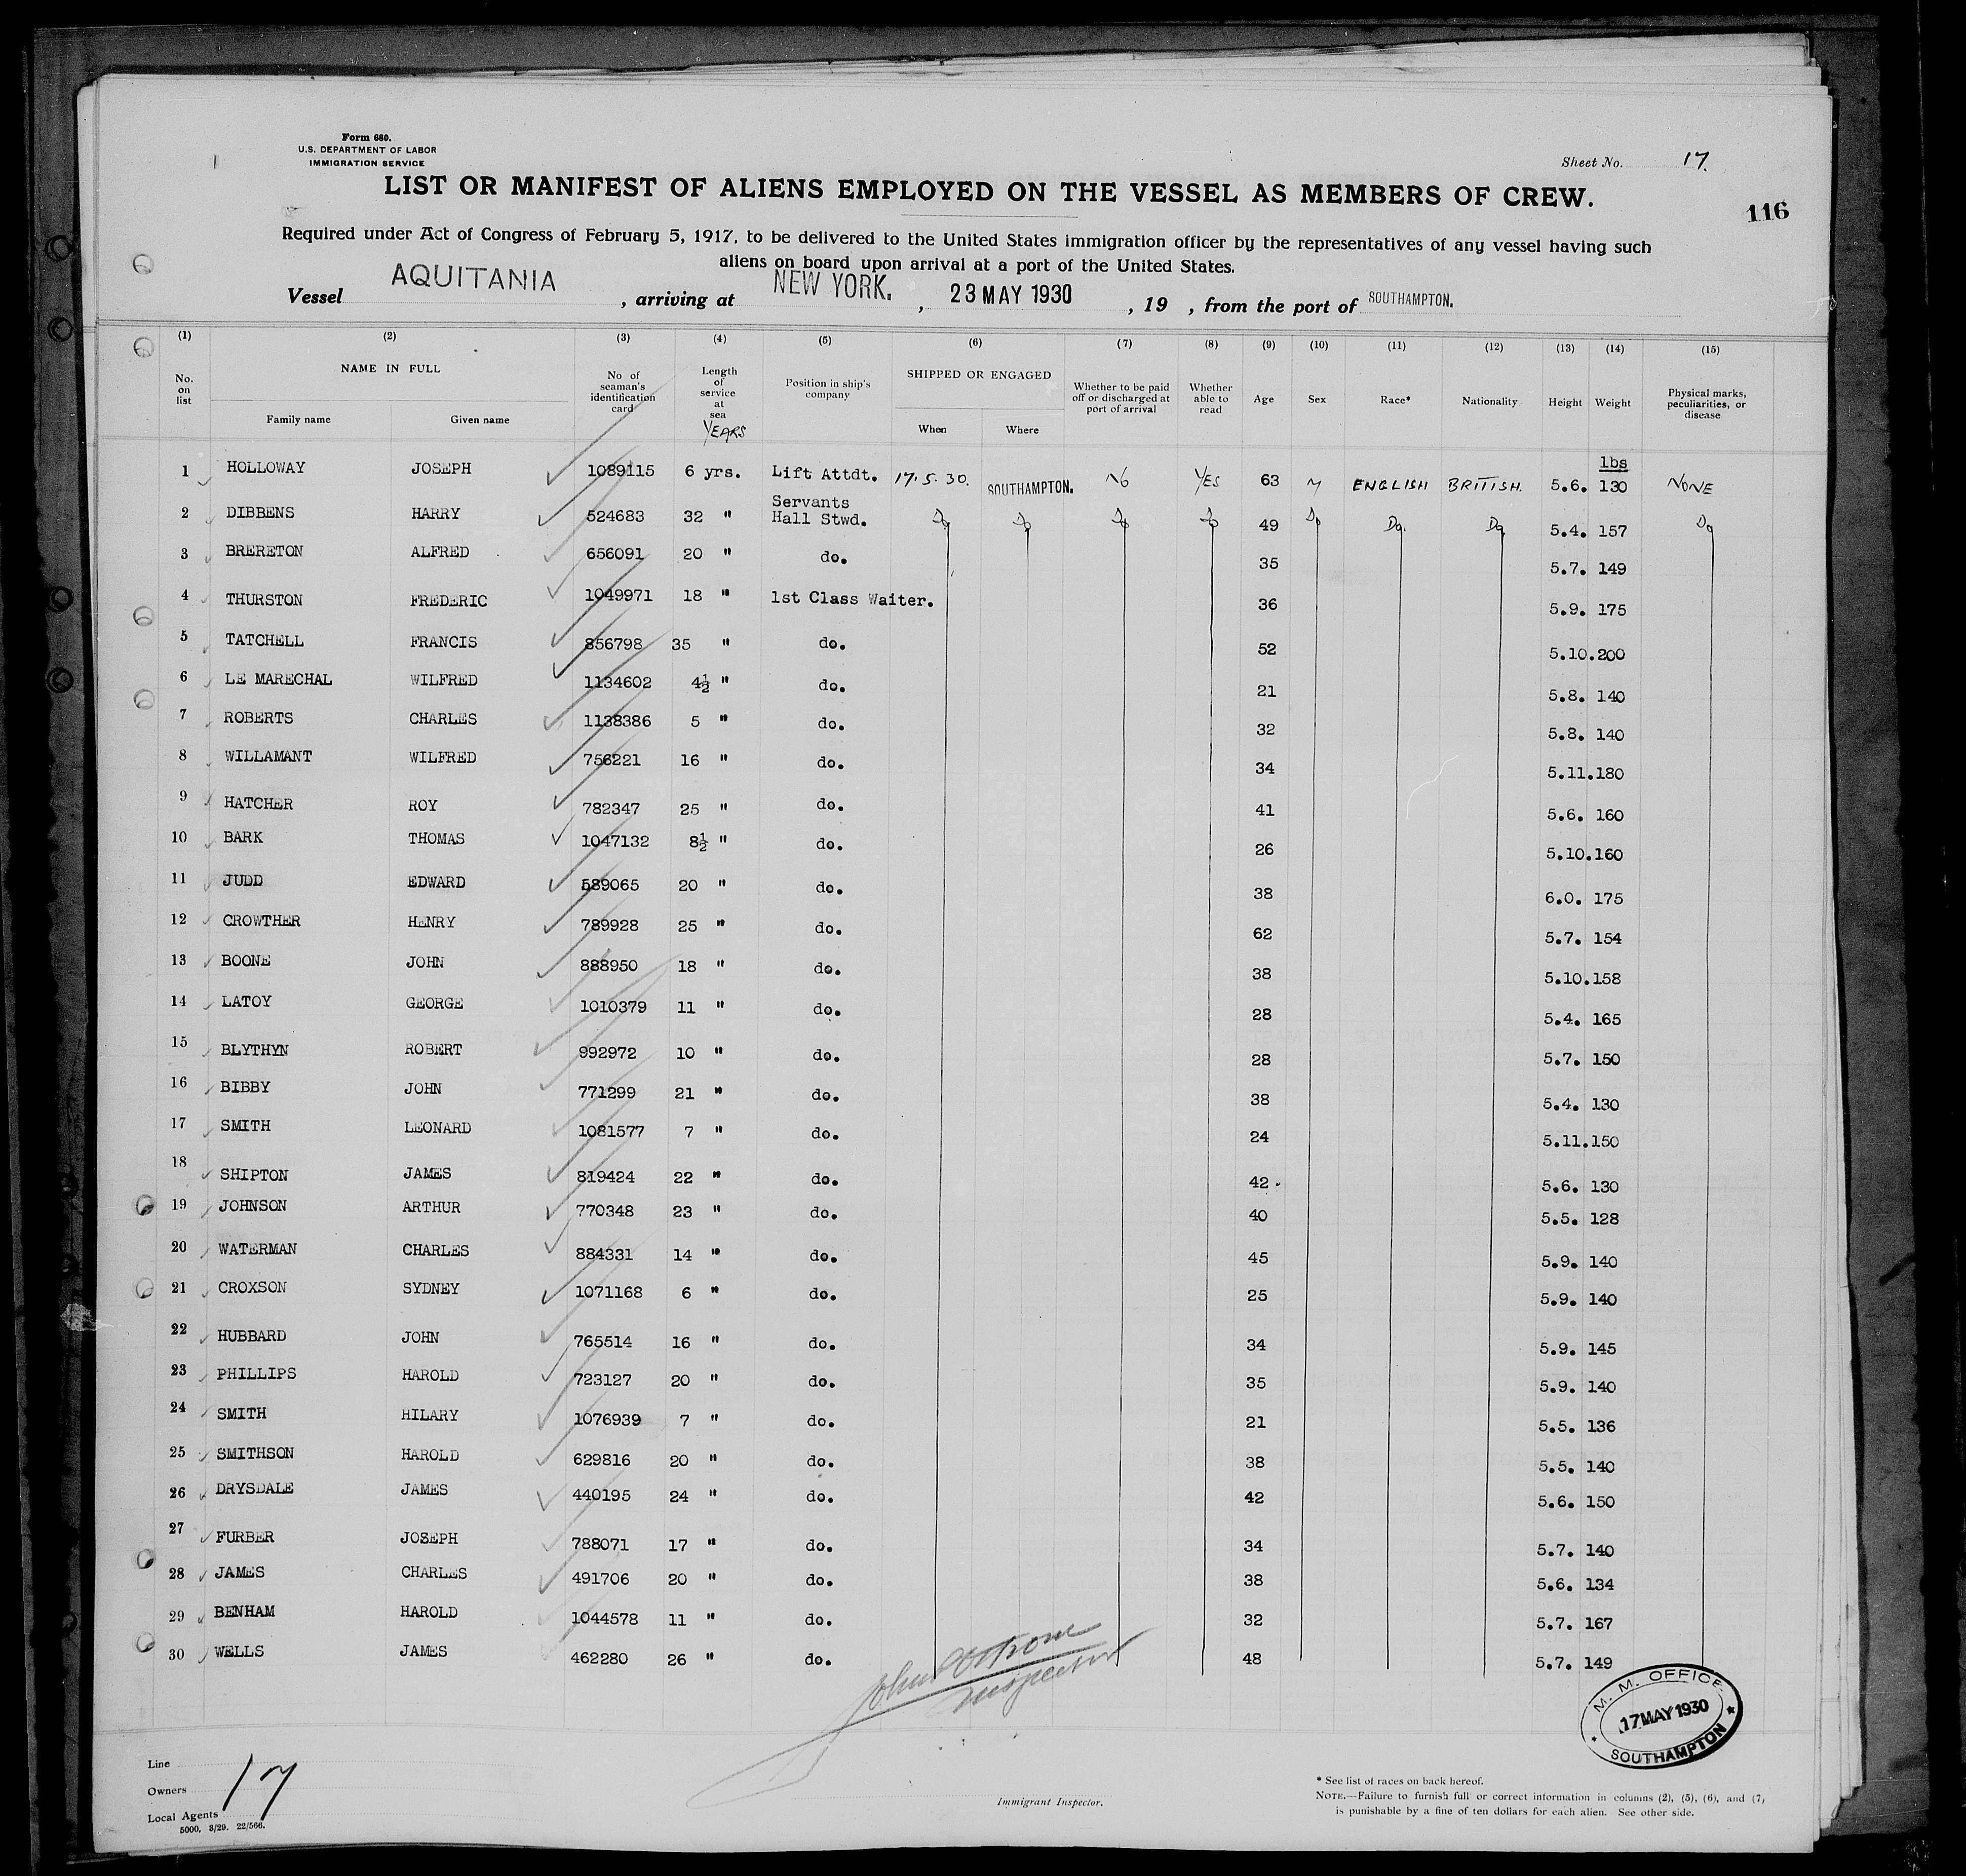 Form 680.
U.S. DEPARTMENT OF LABOR
IMMIGRATION SERVICE
Sheet No. 17.
LIST OR MANIFEST OF ALIENS EMPLOYED ON THE VESSEL AS MEMBERS OF CREW.
116
Required under Act of Congress of February 5, 1917, to be delivered to the United States immigration officer by the representatives of any vessel having such
aliens on board upon arrival at a port of the United States.
Vessel AQUITANIA , arriving at NEW YORK. , 23 MAY 1930 , 19 , from the port of SOUTHAMPTON.
(1) (2) (3) (4) (5) (6) (7) (8) (9) (10) (11) (12) (13) (14) (15)
No. on list NAME IN FULL Family name Given name No of seaman's identification card Length of service at sea YEARS Position in ship's company SHIPPED OR ENGAGED When Where Whether to be paid off or discharged at port of arrival Whether able to read Age Sex Race* Nationality Height Weight Physical marks, peculiarities, or disease
lbs
1 HOLLOWAY JOSEPH 1089115 6 yrs. Lift Attdt. 17.5.30. SOUTHAMPTON. NO YES 63 M ENGLISH BRITISH. 5.6. 130 NONE
2 DIBBENS HARRY 524683 32 " Servants Hall Stwd. Do Do Do Do 49 Do Do. Do 5.4. 157 Do
3 BRERETON ALFRED 656091 20 " do. 35 5.7. 149
4 THURSTON FREDERIC 1049971 18 " 1st Class Waiter. 36 5.9. 175
5 TATCHELL FRANCIS 856798 35 " do. 52 5.10. 200
6 LE MARECHAL WILFRED 1134602 4½ " do. 21 5.8. 140
7 ROBERTS CHARLES 1138386 5 " do. 32 5.8. 140
8 WILLAMANT WILFRED 756221 16 " do. 34 5.11. 180
9 HATCHER ROY 782347 25 " do. 41 5.6. 160
10 BARK THOMAS 1047132 8½ " do. 26 5.10. 160
11 JUDD EDWARD 589065 20 " do. 38 6.0. 175
12 CROWTHER HENRY 789928 25 " do. 62 5.7. 154
13 BOONE JOHN 888950 18 " do. 38 5.10. 158
14 LATOY GEORGE 1010379 11 " do. 28 5.4. 165
15 BLYTHYN ROBERT 992972 10 " do. 28 5.7. 150
16 BIBBY JOHN 771299 21 " do. 38 5.4. 130
17 SMITH LEONARD 1081577 7 " do. 24 5.11. 150
18 SHIPTON JAMES 819424 22 " do. 42 5.6. 130
19 JOHNSON ARTHUR 770348 23 " do. 40 5.5. 128
20 WATERMAN CHARLES 884331 14 " do. 45 5.9. 140
21 CROXSON SYDNEY 1071168 6 " do. 25 5.9. 140
22 HUBBARD JOHN 765514 16 " do. 34 5.9. 145
23 PHILLIPS HAROLD 723127 20 " do. 35 5.9. 140
24 SMITH HILARY 1076939 7 " do. 21 5.5. 136
25 SMITHSON HAROLD 629816 20 " do. 38 5.5. 140
26 DRYSDALE JAMES 440195 24 " do. 42 5.6. 150
27 FURBER JOSEPH 788071 17 " do. 34 5.7. 140
28 JAMES CHARLES 491706 20 " do. 38 5.6. 134
29 BENHAM HAROLD 1044578 11 " do. 32 5.7. 167
30 WELLS JAMES 462280 26 " do. 48 5.7. 149
John
Inspector
M. M. OFFICE.
17 MAY 1930
SOUTHAMPTON
Line
Owners
Local Agents
17
5000, 3/29. 22/566.
Immigrant Inspector.
* See list of races on back hereof.
NOTE.—Failure to furnish full or correct information in columns (2), (5), (6), and (7)
is punishable by a fine of ten dollars for each alien. See other side.